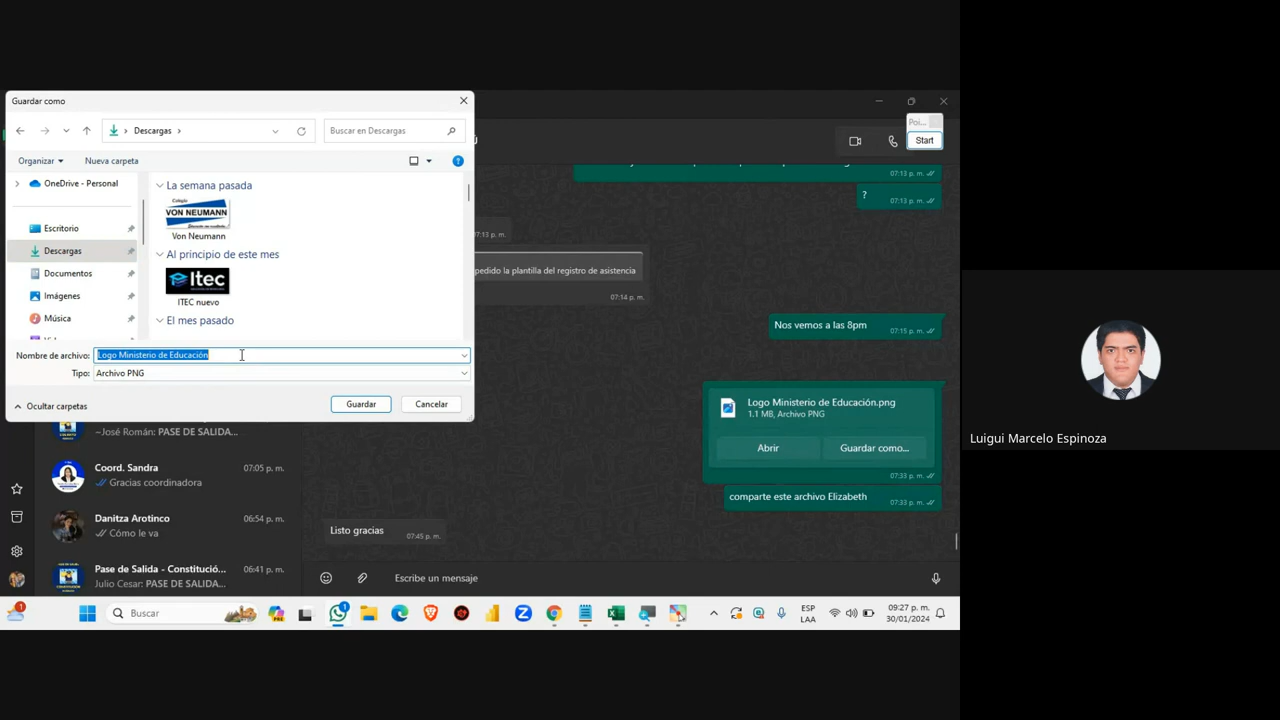 Guardar como
Descargas
Buscar en Descargas
Organizar
Nueva carpeta
OneDrive - Personal
Escritorio
Descargas
Documentos
Imágenes
Música
La semana pasada
Colegio
VON NEUMANN
Von Neumann
Al principio de este mes
Itec
ITEC nuevo
El mes pasado
Nombre de archivo:
Logo Ministerio de Educación
Tipo:
Archivo PNG
Ocultar carpetas
Guardar
Cancelar
Poi...
Start
07:13 p. m.
?
07:13 p. m.
7:13 p. m.
pedido la plantilla del registro de asistencia
07:14 p. m.
Nos vemos a las 8pm
07:15 p. m.
Logo Ministerio de Educación.png
1.1 MB, Archivo PNG
Abrir
Guardar como...
07:33 p. m.
comparte este archivo Elizabeth
07:33 p. m.
Listo gracias
07:45 p. m.
Escribe un mensaje
~José Román: PASE DE SALIDA...
Coord. Sandra
07:05 p. m.
Gracias coordinadora
Danitza Arotinco
06:54 p. m.
Cómo le va
Pase de Salida - Constitució...
06:41 p. m.
Julio Cesar: PASE DE SALIDA...
1
Buscar
1
ESP
LAA
09:27 p. m.
30/01/2024
Luigui Marcelo Espinoza